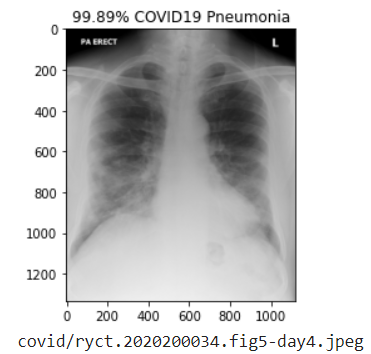 99.89% COVID19 Pneumonia
0
PA ERECT
L
200
400
600
800
1000
1200
0 200 400 600 800 1000
covid/ryct.2020200034.fig5-day4.jpeg